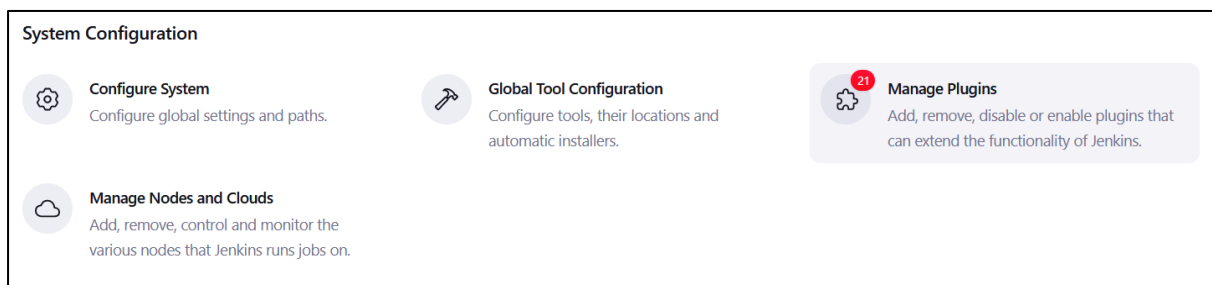 System Configuration
Configure System
Configure global settings and paths.
Global Tool Configuration
Configure tools, their locations and
automatic installers.
21
Manage Plugins
Add, remove, disable or enable plugins that
can extend the functionality of Jenkins.
Manage Nodes and Clouds
Add, remove, control and monitor the
various nodes that Jenkins runs jobs on.